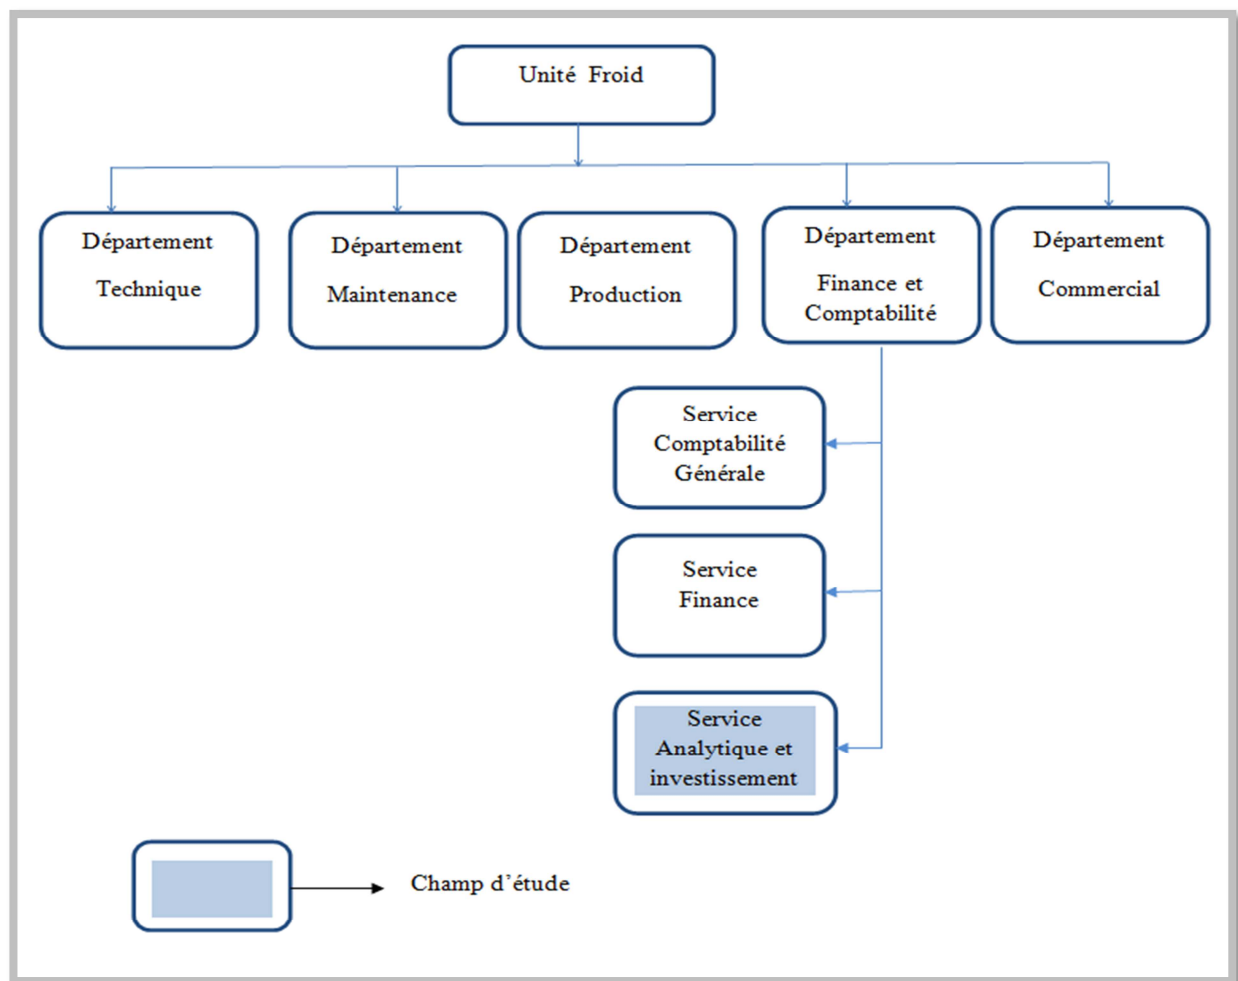 Unité Froid
Département
Technique
Département
Maintenance
Département
Production
Département
Finance et
Comptabilité
Département
Commercial
Service
Comptabilité
Générale
Service
Finance
Service
Analytique et
investissement
Champ d'étude